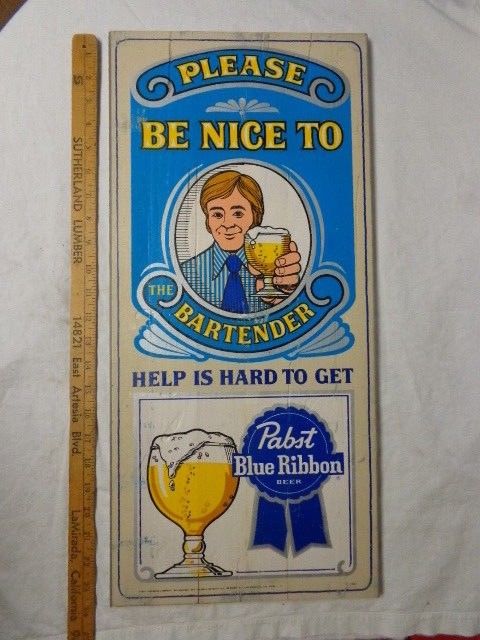 PLEASE
BE NICE TO
THE
BARTENDER
HELP IS HARD TO GET
Pabst
Blue Ribbon
BEER
SUTHERLAND LUMBER · 14821 East Artesia Blvd. LaMirada, California